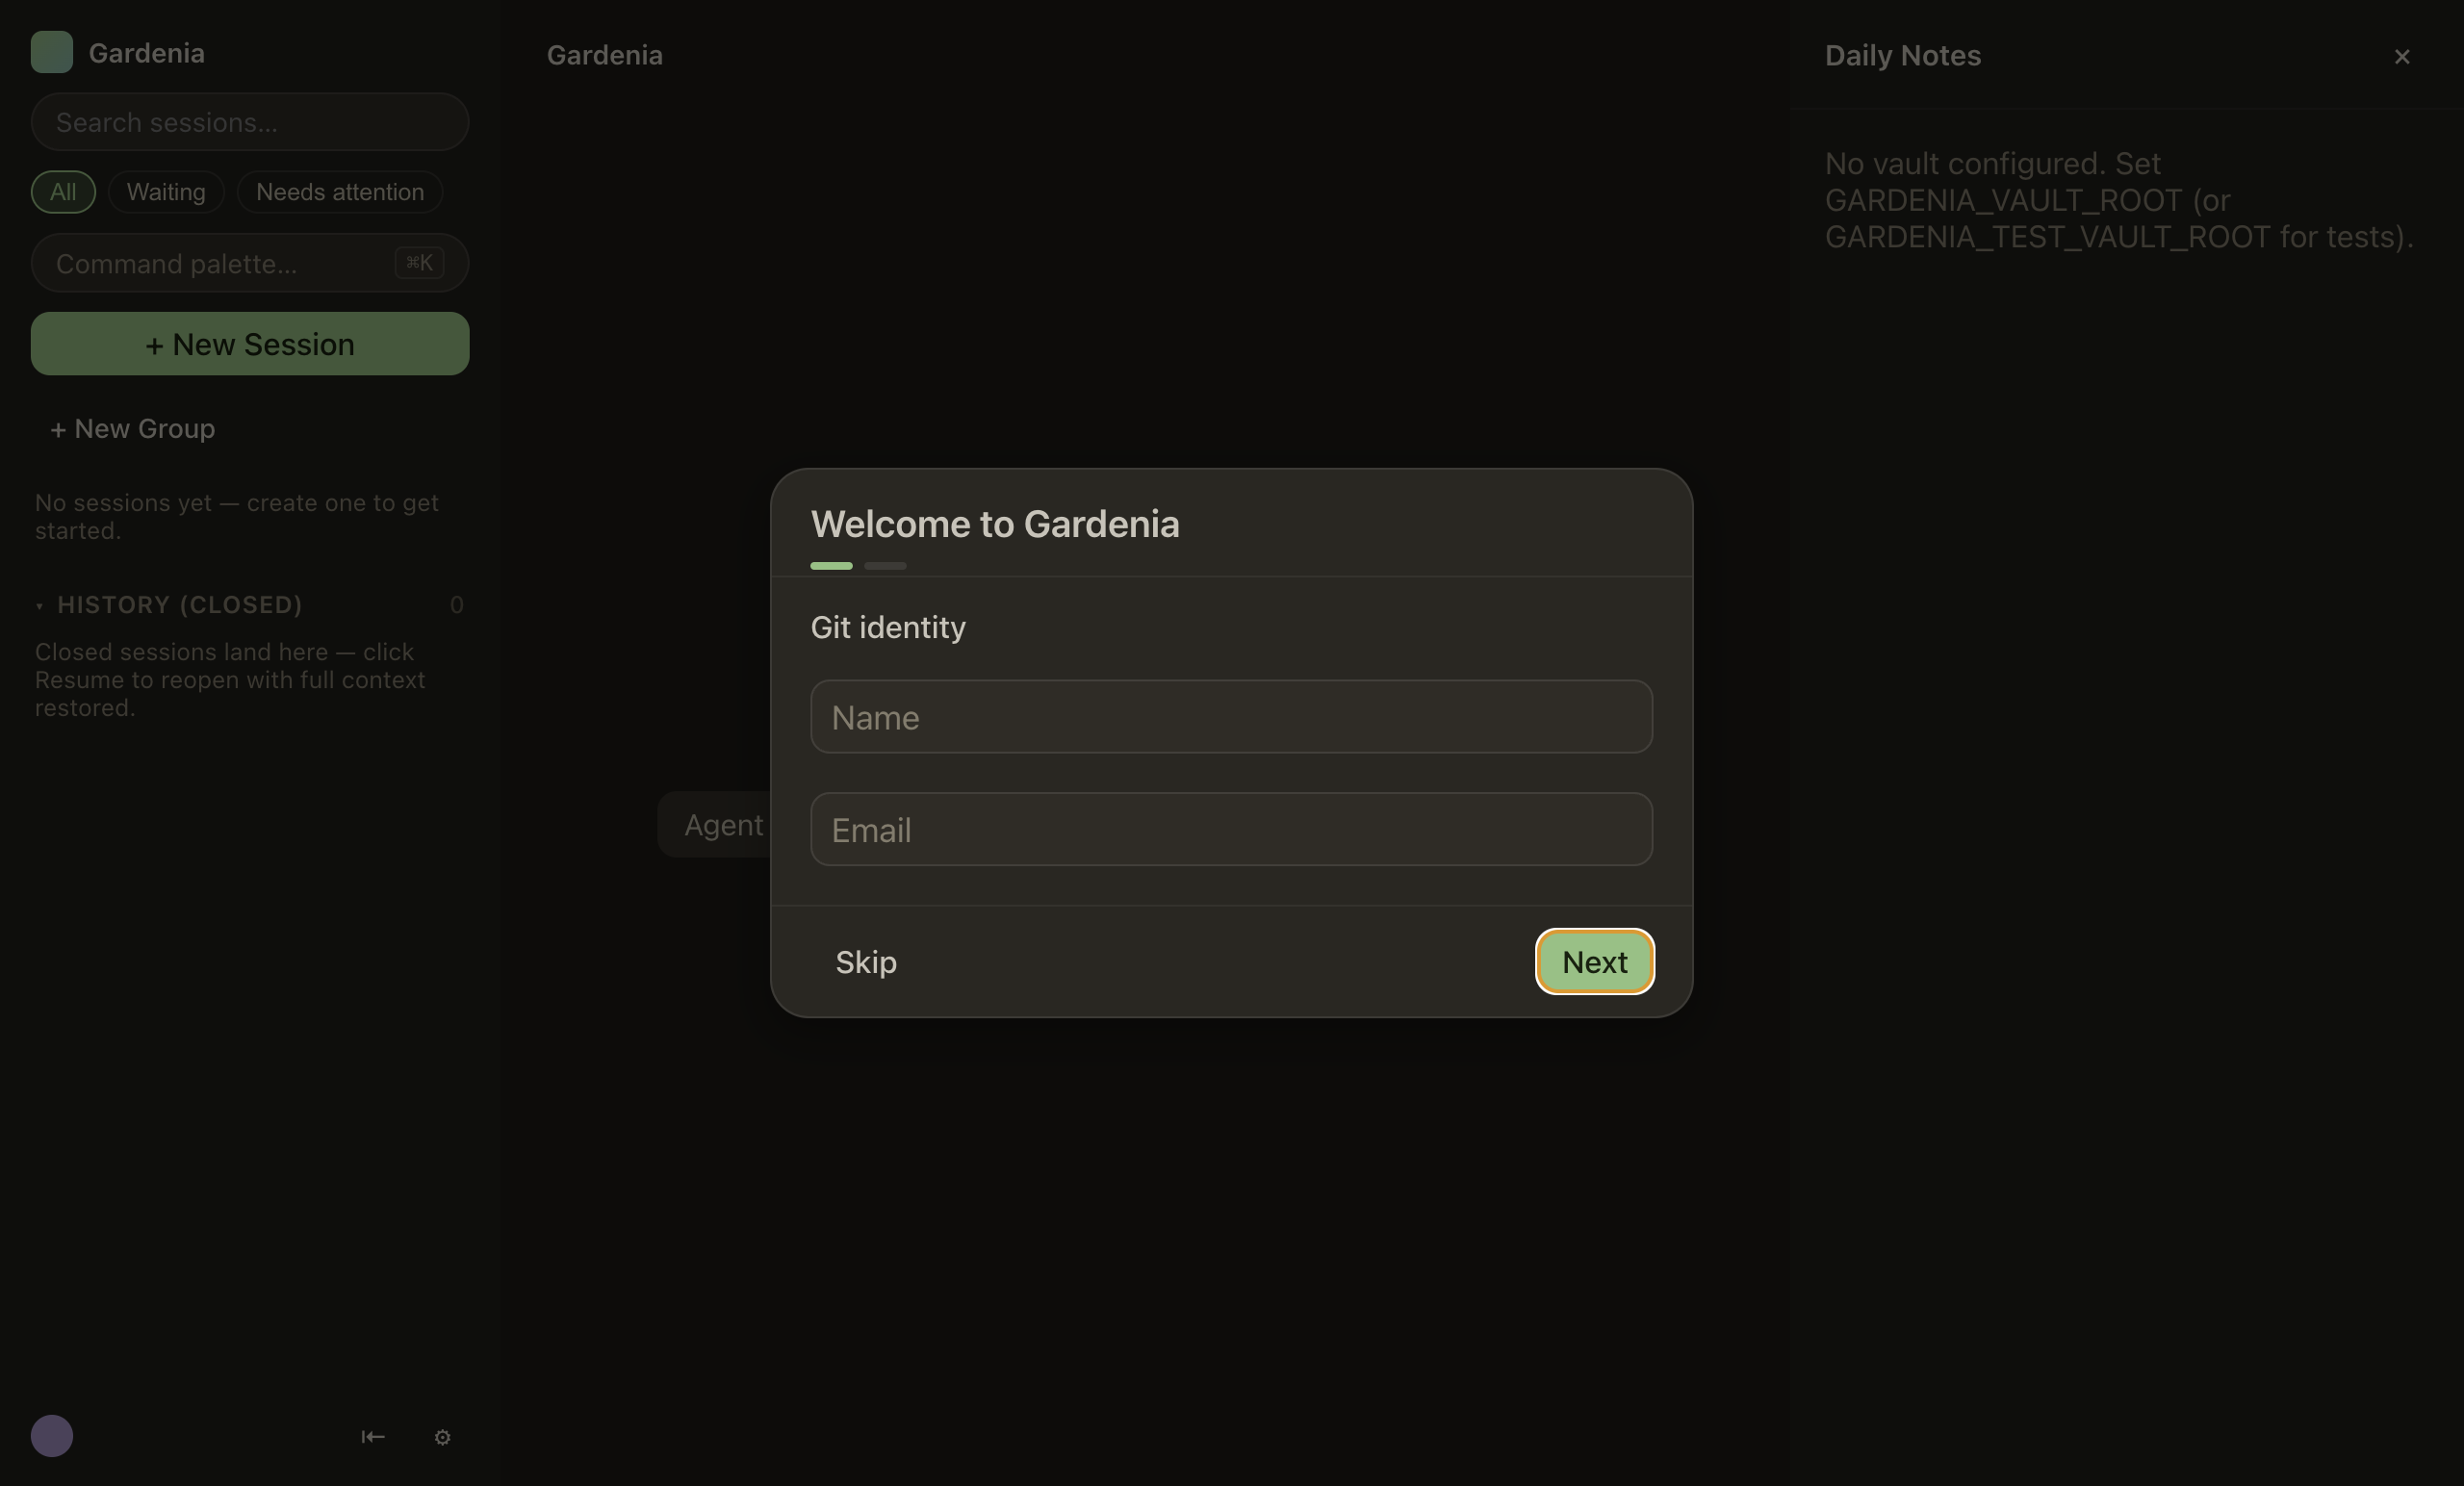 Gardenia
Search sessions...
All
Waiting
Needs attention
Command palette...
⌘K
+ New Session
+ New Group
No sessions yet — create one to get
started.
▾ HISTORY (CLOSED) 0
Closed sessions land here — click
Resume to reopen with full context
restored.
Gardenia
Agent
Welcome to Gardenia
Git identity
Name
Email
Skip
Next
Daily Notes
×
No vault configured. Set
GARDENIA_VAULT_ROOT (or
GARDENIA_TEST_VAULT_ROOT for tests).